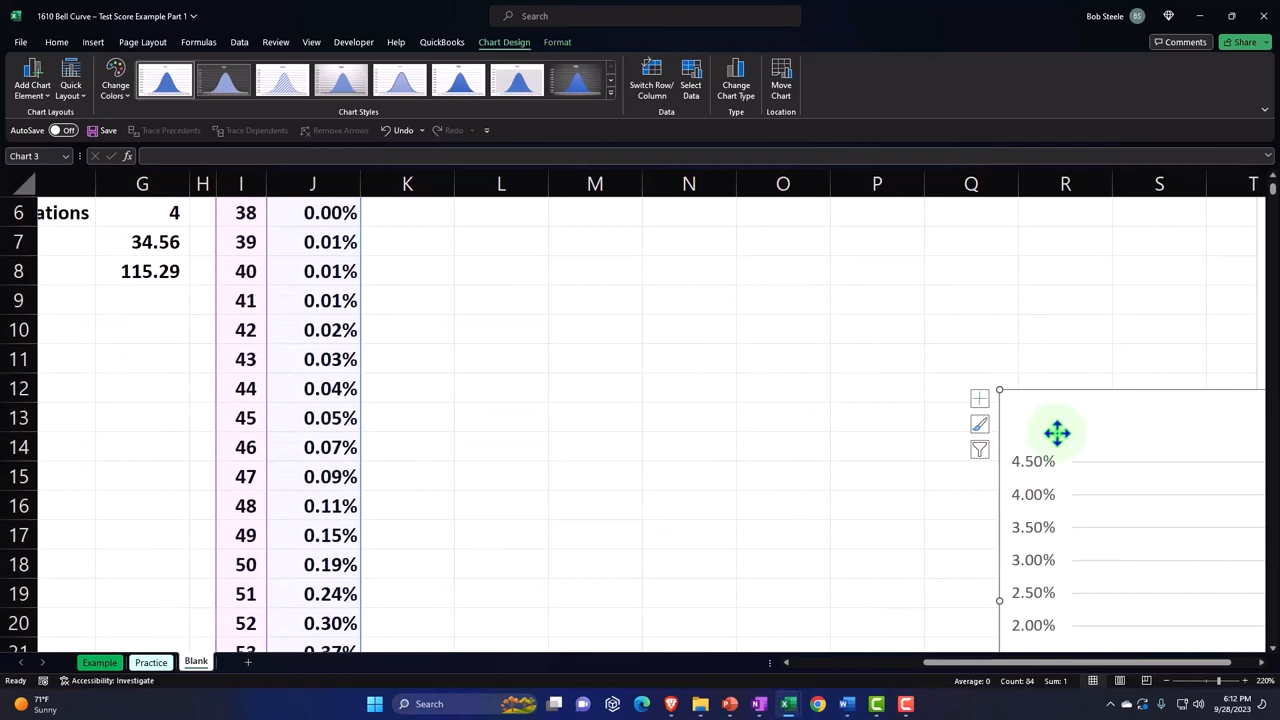 1610 Bell Curve – Test Score Example Part 1
Search
Bob Steele
BS
File
Home
Insert
Page Layout
Formulas
Data
Review
View
Developer
Help
QuickBooks
Chart Design
Format
Comments
Share
Add Chart Element
Quick Layout
Change Colors
Switch Row/Column
Select Data
Change Chart Type
Move Chart
Chart Layouts
Chart Styles
Data
Type
Location
AutoSave
Off
Save
Trace Precedents
Trace Dependents
Remove Arrows
Undo
Redo
Chart 3
fx
G H I J K L M N O P Q R S T
6 ations 4 38 0.00%
7 34.56 39 0.01%
8 115.29 40 0.01%
9 41 0.01%
10 42 0.02%
11 43 0.03%
12 44 0.04%
13 45 0.05%
14 46 0.07%
15 47 0.09%
16 48 0.11%
17 49 0.15%
18 50 0.19%
19 51 0.24%
20 52 0.30%
21 53 0.37%
4.50%
4.00%
3.50%
3.00%
2.50%
2.00%
Example
Practice
Blank
Ready
Accessibility: Investigate
Average: 0
Count: 84
Sum: 1
220%
71°F
Sunny
Search
6:12 PM
9/28/2023